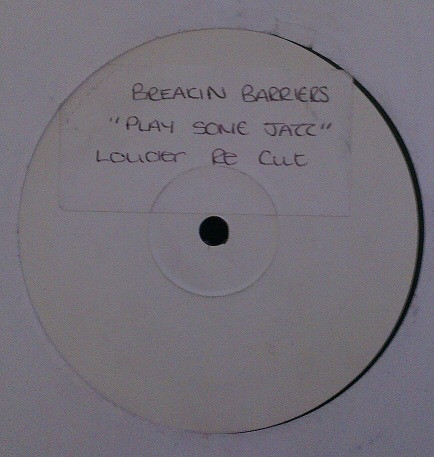 BREAKIN BARRIERS
"PLAY SOME JAZZ"
LOUDER RE CUT